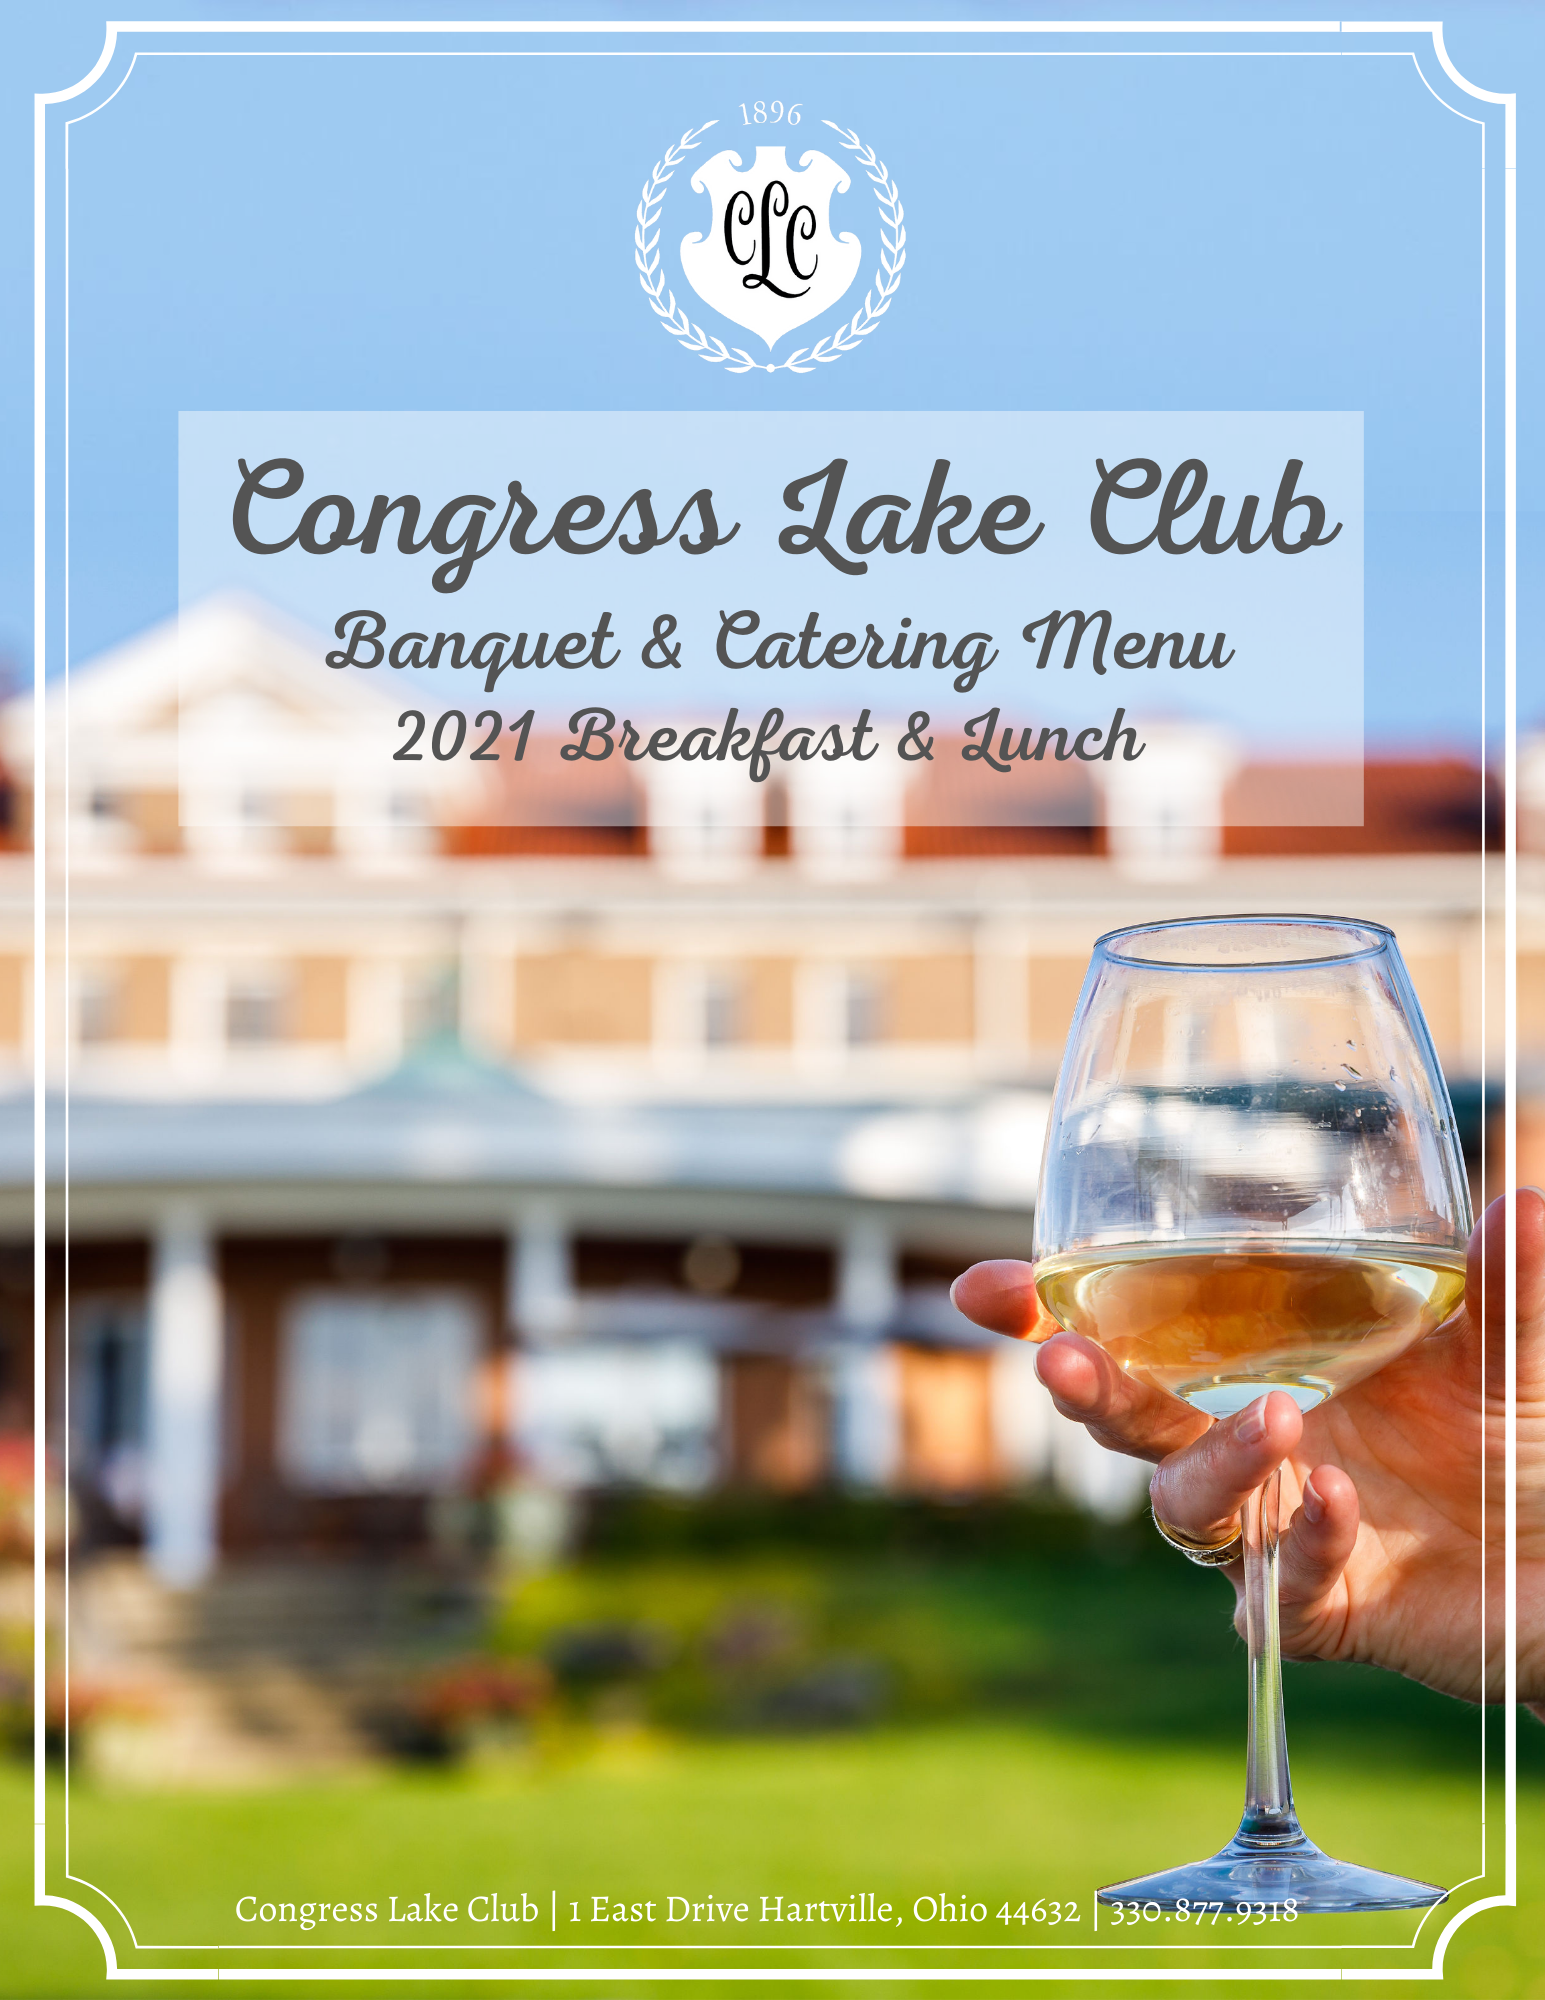 1896
CLC
Congress Lake Club
Banquet & Catering Menu
2021 Breakfast & Lunch
Congress Lake Club | 1 East Drive Hartville, Ohio 44632 | 330.877.9318